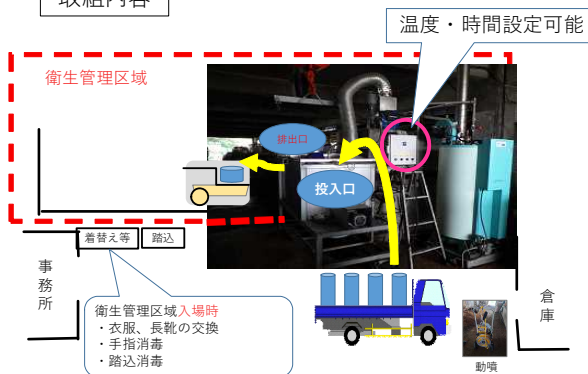 取組内容
温度・時間設定可能
衛生管理区域
排出口
投入口
着替え等
踏込
事務所
衛生管理区域入場時
・衣服、長靴の交換
・手指消毒
・踏込消毒
倉庫
動噴